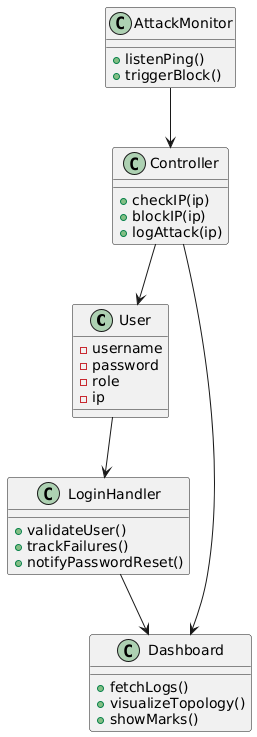 C AttackMonitor
listenPing()
triggerBlock()
C Controller
checkIP(ip)
blockIP(ip)
logAttack(ip)
C User
username
password
role
ip
C LoginHandler
validateUser()
trackFailures()
notifyPasswordReset()
C Dashboard
fetchLogs()
visualizeTopology()
showMarks()